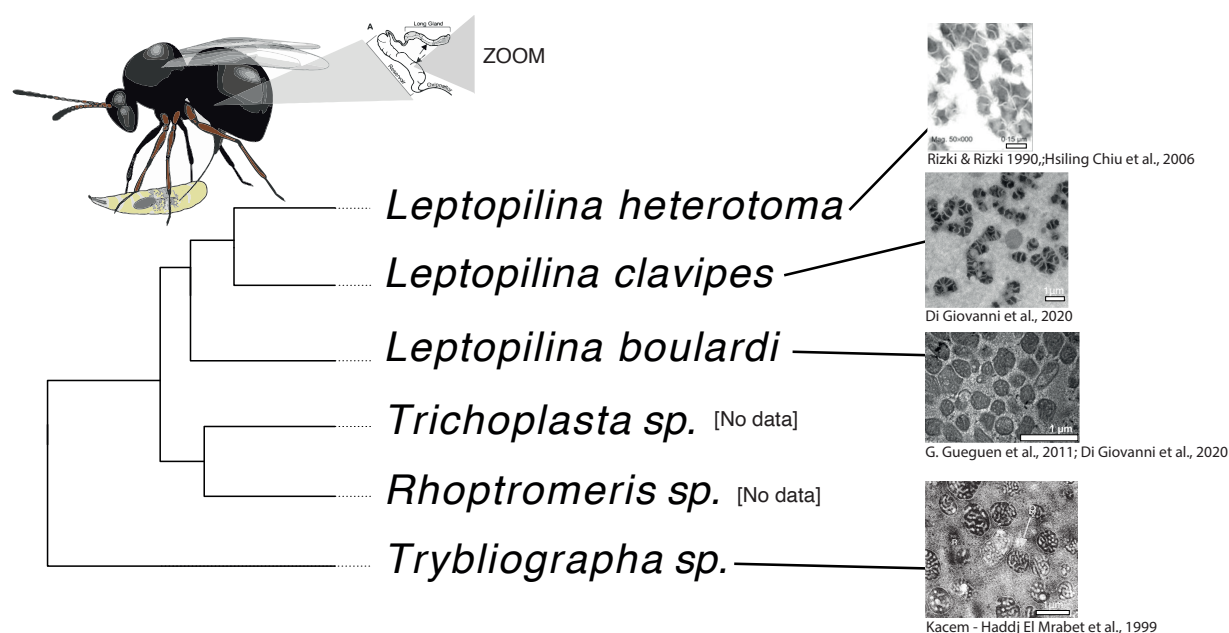 A
Long Gland
Reservoir
Ovipositor
ZOOM
Mag. 50×000
0.15 µm
Rizki & Rizki 1990,;Hsiling Chiu et al., 2006
Leptopilina heterotoma
Leptopilina clavipes
1µm
Di Giovanni et al., 2020
Leptopilina boulardi
1 µm
G. Gueguen et al., 2011; Di Giovanni et al., 2020
Trichoplasta sp. [No data]
Rhoptromeris sp. [No data]
R
Trybliographa sp.
1µm
Kacem - Haddj El Mrabet et al., 1999